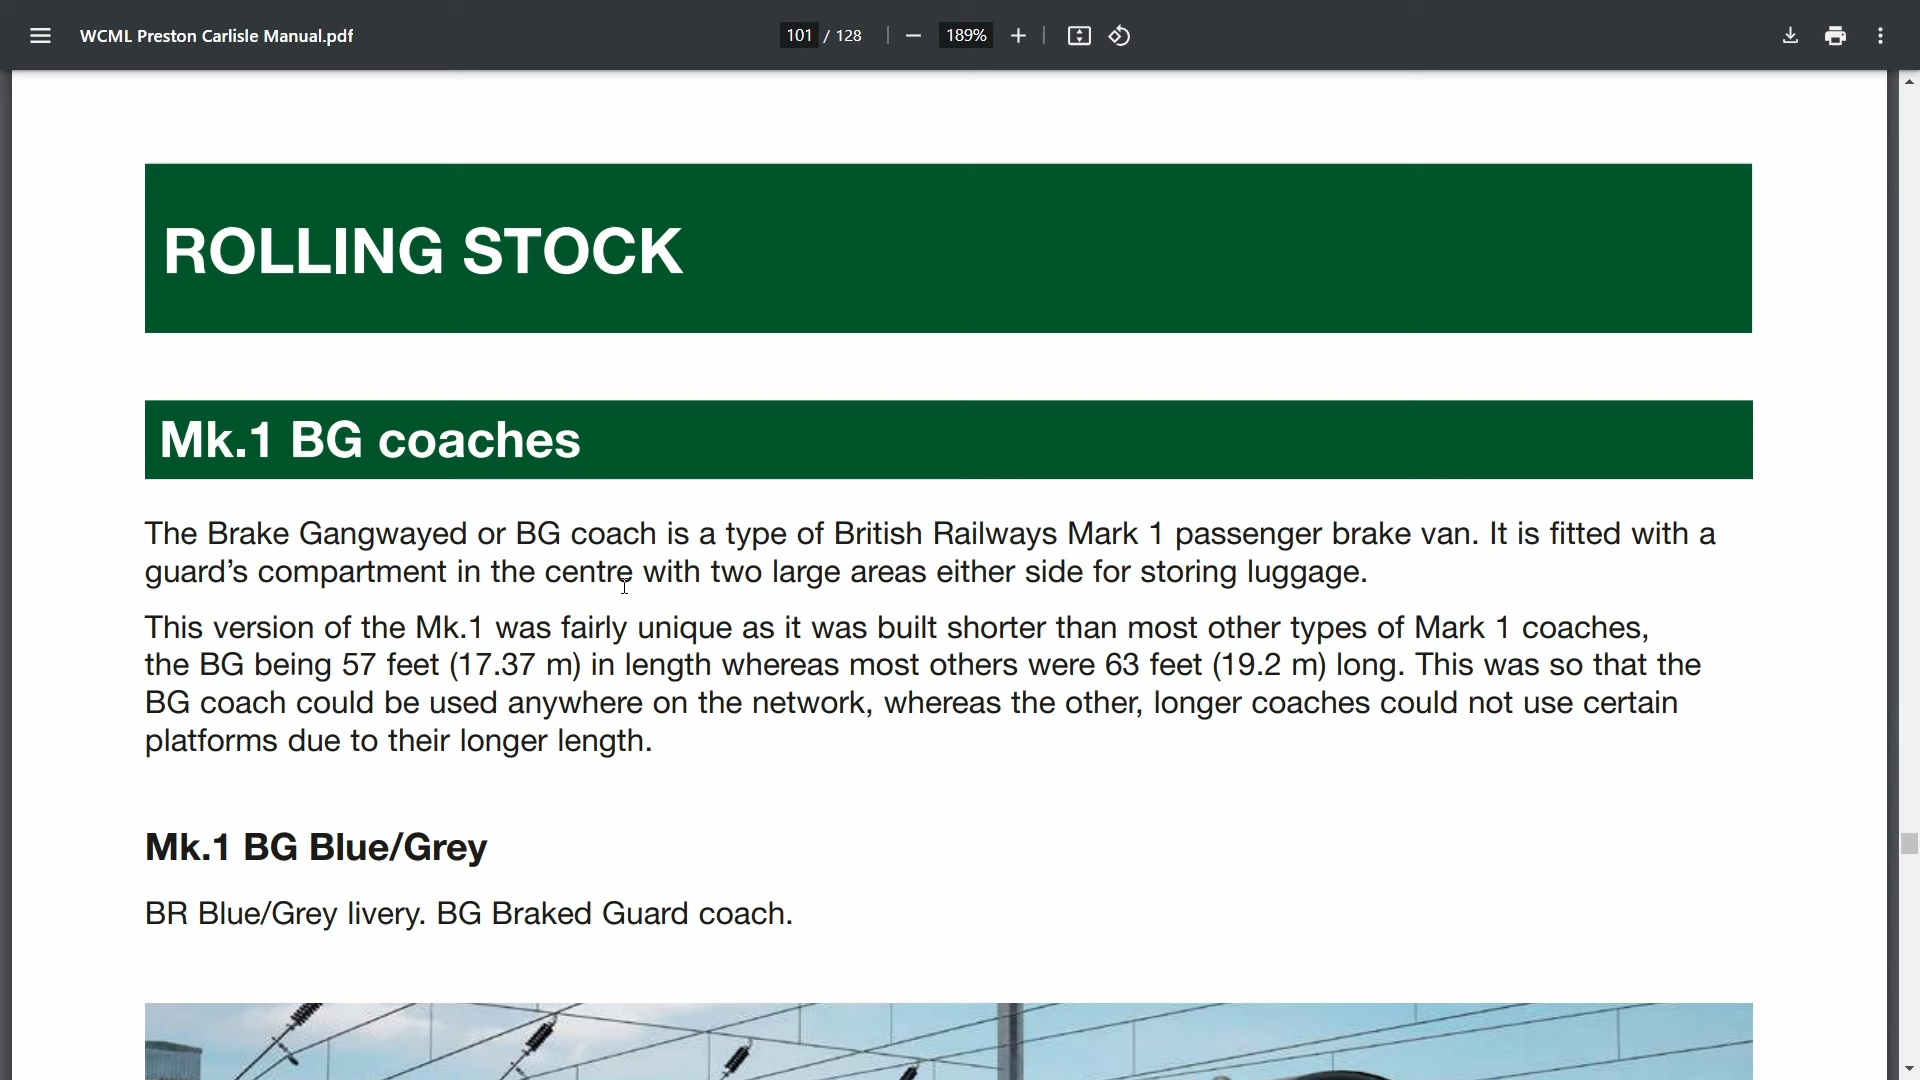 WCML Preston Carlisle Manual.pdf
101 / 128
189%
ROLLING STOCK
Mk.1 BG coaches
The Brake Gangwayed or BG coach is a type of British Railways Mark 1 passenger brake van. It is fitted with a
guard’s compartment in the centre with two large areas either side for storing luggage.
This version of the Mk.1 was fairly unique as it was built shorter than most other types of Mark 1 coaches,
the BG being 57 feet (17.37 m) in length whereas most others were 63 feet (19.2 m) long. This was so that the
BG coach could be used anywhere on the network, whereas the other, longer coaches could not use certain
platforms due to their longer length.
Mk.1 BG Blue/Grey
BR Blue/Grey livery. BG Braked Guard coach.